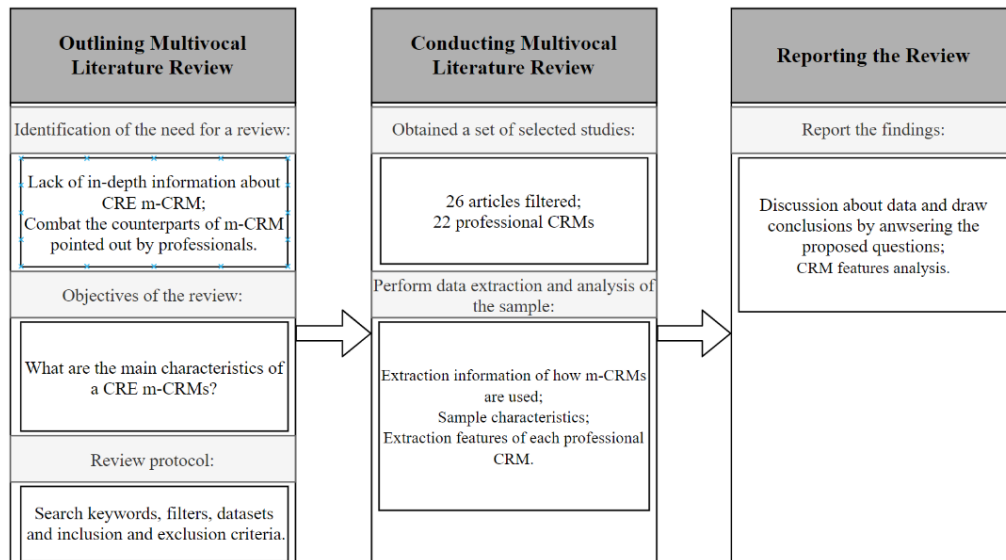 Outlining Multivocal
Literature Review
Identification of the need for a review:
Lack of in-depth information about
CRE m-CRM;
Combat the counterparts of m-CRM
pointed out by professionals.
Objectives of the review:
What are the main characteristics of
a CRE m-CRMs?
Review protocol:
Search keywords, filters, datasets
and inclusion and exclusion criteria.
Conducting Multivocal
Literature Review
Obtained a set of selected studies:
26 articles filtered;
22 professional CRMs
Perform data extraction and analysis of
the sample:
Extraction information of how m-CRMs
are used;
Sample characteristics;
Extraction features of each professional
CRM.
Reporting the Review
Report the findings:
Discussion about data and draw
conclusions by anwsering the
proposed questions;
CRM features analysis.